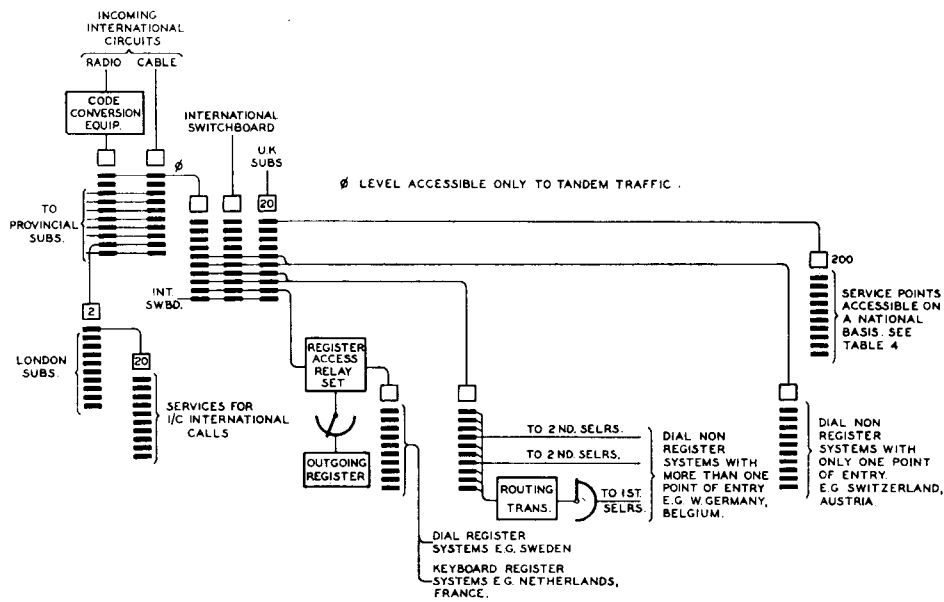 INCOMING
INTERNATIONAL
CIRCUITS
RADIO CABLE
CODE
CONVERSION
EQUIP.
INTERNATIONAL
SWITCHBOARD
U.K
SUBS
ø
ø LEVEL ACCESSIBLE ONLY TO TANDEM TRAFFIC.
20
TO
PROVINCIAL
SUBS.
200
SERVICE POINTS
ACCESSIBLE ON
A NATIONAL
BASIS. SEE
TABLE 4
INT.
SWBD.
2
LONDON
SUBS.
20
SERVICES FOR
I/C INTERNATIONAL
CALLS
REGISTER
ACCESS
RELAY
SET
OUTGOING
REGISTER
TO 2ND. SELRS.
TO 2ND. SELRS.
ROUTING
TRANS.
TO 1ST.
SELRS.
DIAL NON
REGISTER
SYSTEMS WITH
MORE THAN ONE
POINT OF ENTRY
E.G. W. GERMANY,
BELGIUM.
DIAL NON
REGISTER
SYSTEMS WITH
ONLY ONE POINT
OF ENTRY.
E.G SWITZERLAND,
AUSTRIA.
DIAL REGISTER
SYSTEMS E.G. SWEDEN
KEYBOARD REGISTER
SYSTEMS E.G. NETHERLANDS,
FRANCE.